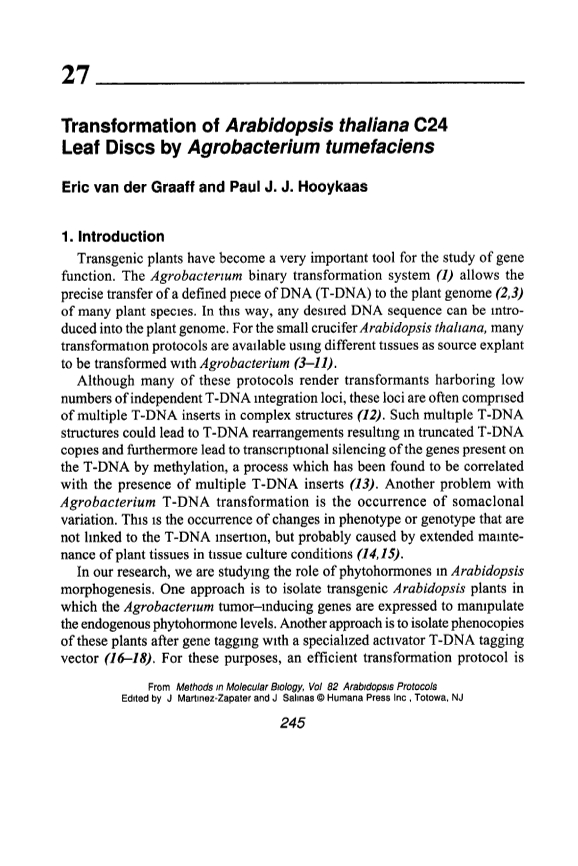 27
Transformation of Arabidopsis thaliana C24
Leaf Discs by Agrobacterium tumefaciens
Eric van der Graaff and Paul J. J. Hooykaas
1. Introduction
Transgenic plants have become a very important tool for the study of gene
function. The Agrobacterium binary transformation system (1) allows the
precise transfer of a defined piece of DNA (T-DNA) to the plant genome (2,3)
of many plant species. In this way, any desired DNA sequence can be intro-
duced into the plant genome. For the small crucifer Arabidopsis thaliana, many
transformation protocols are available using different tissues as source explant
to be transformed with Agrobacterium (3–11).
Although many of these protocols render transformants harboring low
numbers of independent T-DNA integration loci, these loci are often comprised
of multiple T-DNA inserts in complex structures (12). Such multiple T-DNA
structures could lead to T-DNA rearrangements resulting in truncated T-DNA
copies and furthermore lead to transcriptional silencing of the genes present on
the T-DNA by methylation, a process which has been found to be correlated
with the presence of multiple T-DNA inserts (13). Another problem with
Agrobacterium T-DNA transformation is the occurrence of somaclonal
variation. This is the occurrence of changes in phenotype or genotype that are
not linked to the T-DNA insertion, but probably caused by extended mainte-
nance of plant tissues in tissue culture conditions (14,15).
In our research, we are studying the role of phytohormones in Arabidopsis
morphogenesis. One approach is to isolate transgenic Arabidopsis plants in
which the Agrobacterium tumor–inducing genes are expressed to manipulate
the endogenous phytohormone levels. Another approach is to isolate phenocopies
of these plants after gene tagging with a specialized activator T-DNA tagging
vector (16–18). For these purposes, an efficient transformation protocol is
From Methods in Molecular Biology, Vol 82 Arabidopsis Protocols
Edited by J Martinez-Zapater and J Salinas © Humana Press Inc , Totowa, NJ
245